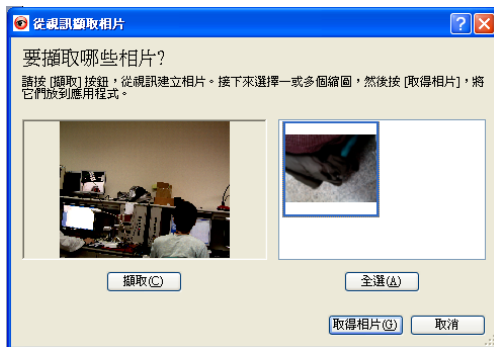 從視訊擷取相片
要擷取哪些相片?
請按 [擷取] 按鈕，從視訊建立相片。接下來選擇一或多個縮圖，然後按 [取得相片]，將
它們放到應用程式。
擷取(C)
全選(A)
取得相片(G)
取消